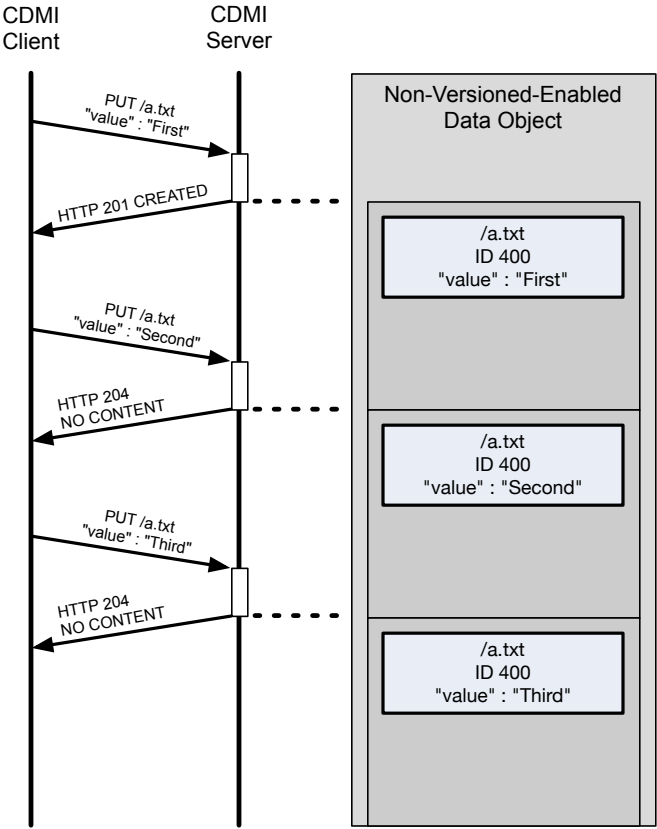 CDMI
Client
CDMI
Server
Non-Versioned-Enabled
Data Object
PUT /a.txt
"value" : "First"
HTTP 201 CREATED
/a.txt
ID 400
"value" : "First"
PUT /a.txt
"value" : "Second"
HTTP 204
NO CONTENT
/a.txt
ID 400
"value" : "Second"
PUT /a.txt
"value" : "Third"
HTTP 204
NO CONTENT
/a.txt
ID 400
"value" : "Third"